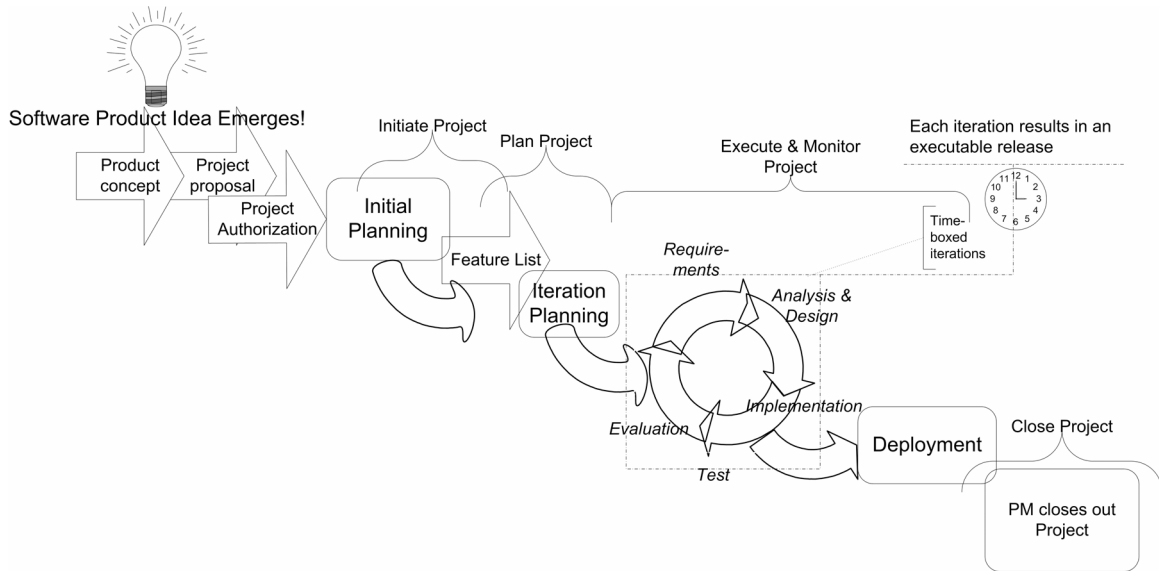 Software Product Idea Emerges!
Product
concept
Project
proposal
Project
Authorization
Initiate Project
Initial
Planning
Plan Project
Feature List
Iteration
Planning
Execute & Monitor
Project
Each iteration results in an
executable release
12
1
2
3
4
5
6
7
8
9
10
11
Time-
boxed
iterations
Require-
ments
Analysis &
Design
Implementation
Test
Evaluation
Deployment
Close Project
PM closes out
Project